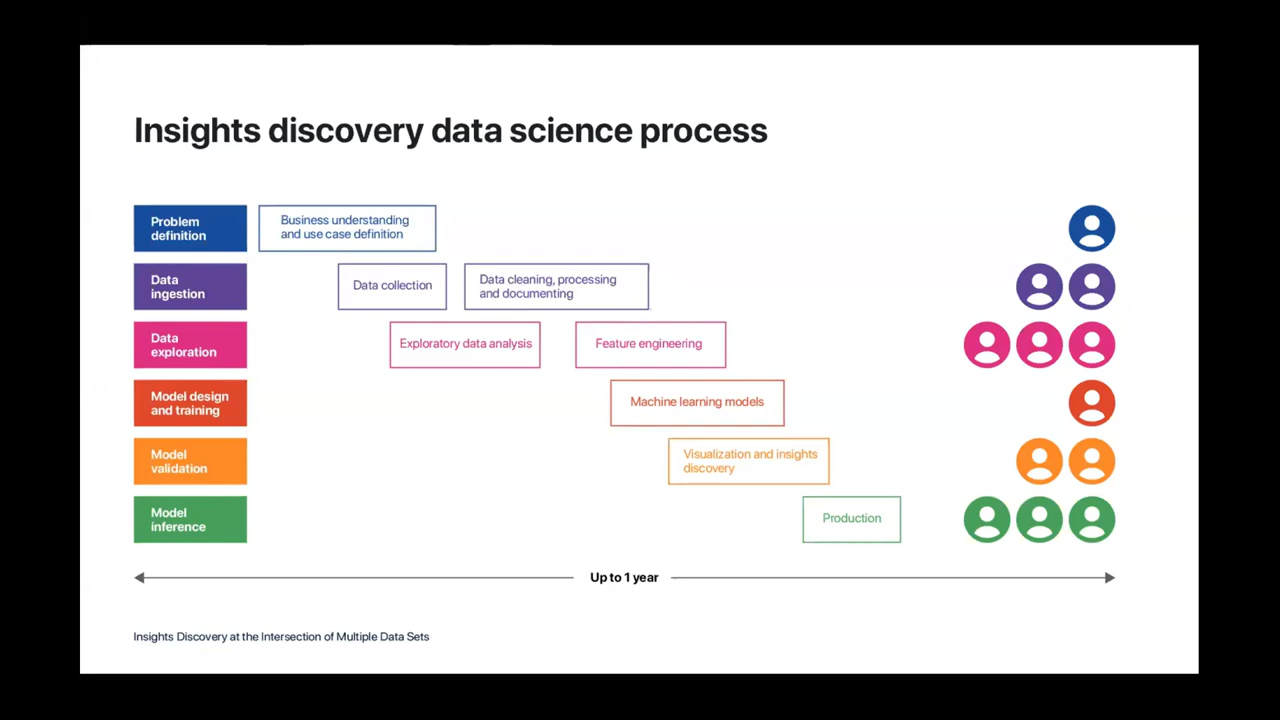 Insights discovery data science process
Problem
definition
Business understanding
and use case definition
Data
ingestion
Data collection
Data cleaning, processing
and documenting
Data
exploration
Exploratory data analysis
Feature engineering
Model design
and training
Machine learning models
Model
validation
Visualization and insights
discovery
Model
inference
Production
Up to 1 year
Insights Discovery at the Intersection of Multiple Data Sets